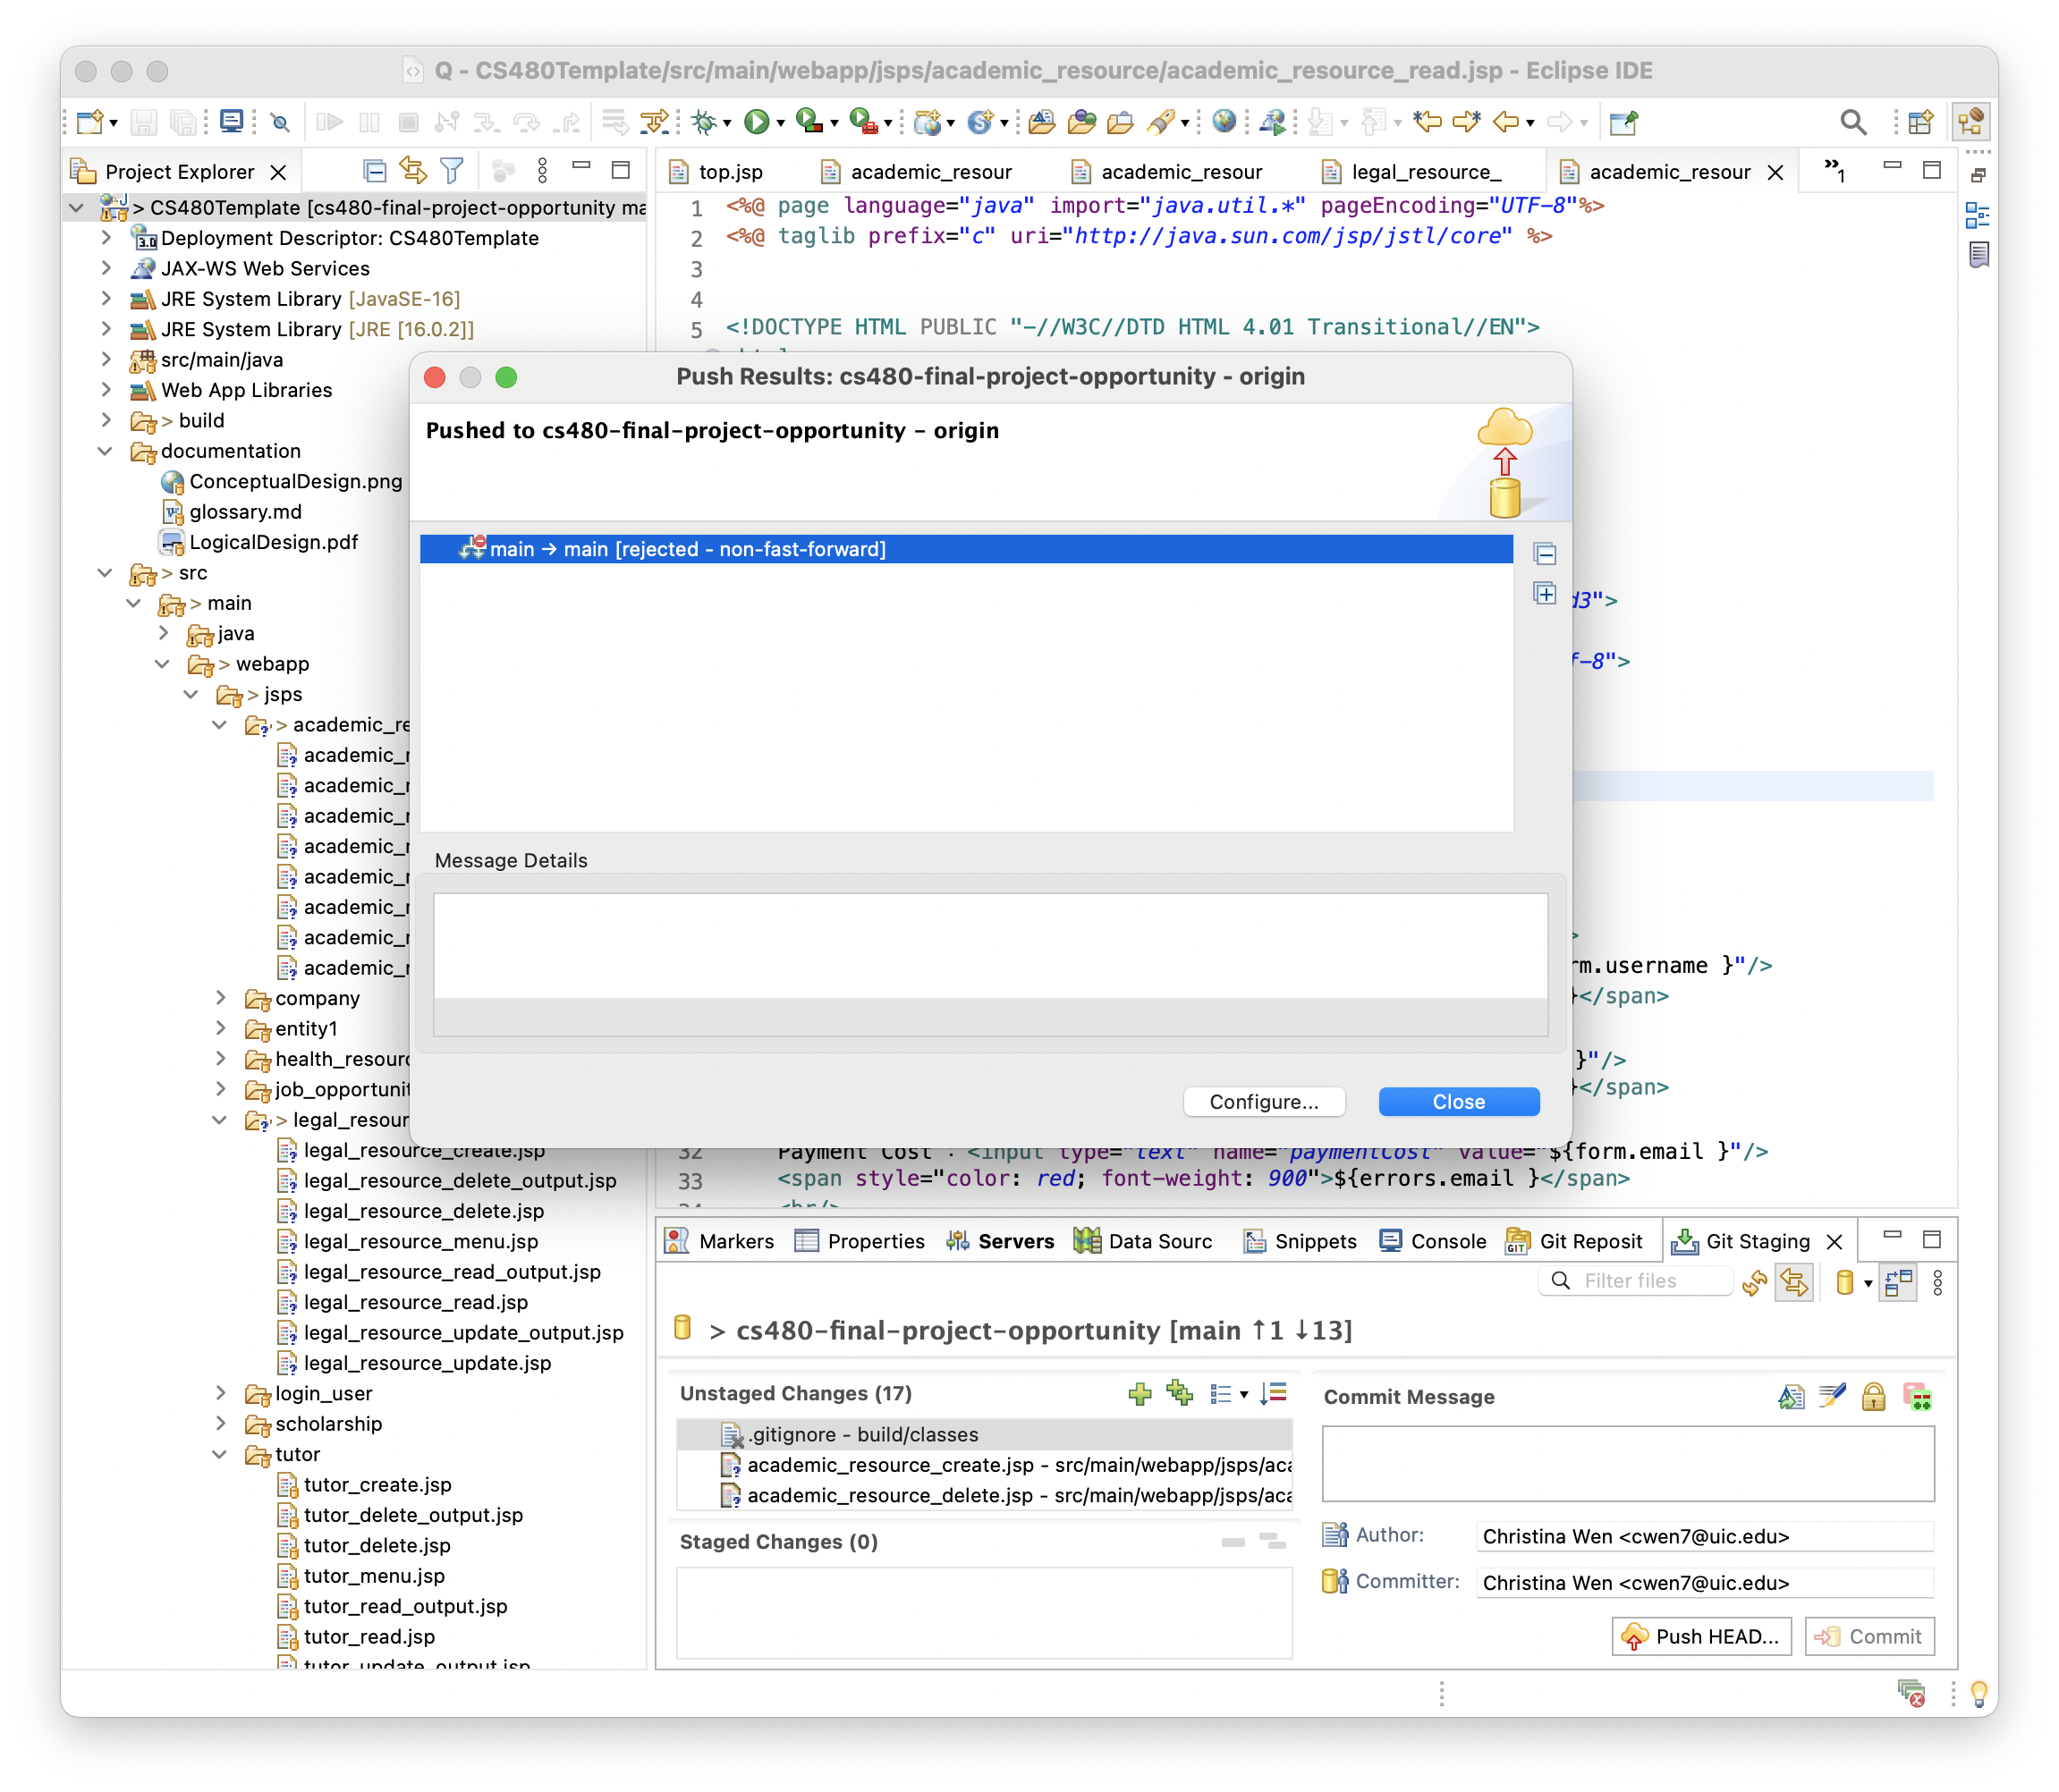 Q - CS480Template/src/main/webapp/jsps/academic_resource/academic_resource_read.jsp - Eclipse IDE
Project Explorer
> CS480Template [cs480-final-project-opportunity ma
Deployment Descriptor: CS480Template
JAX-WS Web Services
JRE System Library [JavaSE-16]
JRE System Library [JRE [16.0.2]]
src/main/java
Web App Libraries
> build
documentation
ConceptualDesign.png
glossary.md
LogicalDesign.pdf
> src
> main
java
> webapp
> jsps
> academic_re
academic_r
academic_r
academic_r
academic_r
academic_r
academic_r
academic_r
academic_r
company
entity1
health_resourc
job_opportunit
> legal_resour
legal_resource_create.jsp
legal_resource_delete_output.jsp
legal_resource_delete.jsp
legal_resource_menu.jsp
legal_resource_read_output.jsp
legal_resource_read.jsp
legal_resource_update_output.jsp
legal_resource_update.jsp
login_user
scholarship
tutor
tutor_create.jsp
tutor_delete_output.jsp
tutor_delete.jsp
tutor_menu.jsp
tutor_read_output.jsp
tutor_read.jsp
tutor_update_output.jsp
top.jsp
academic_resour
academic_resour
legal_resource_
academic_resour
»1
1 <%@ page language="java" import="java.util.*" pageEncoding="UTF-8"%>
2 <%@ taglib prefix="c" uri="http://java.sun.com/jsp/jstl/core" %>
3
4
5 <!DOCTYPE HTML PUBLIC "-//W3C//DTD HTML 4.01 Transitional//EN">
d3">
f-8">
>
rm.username }"/>
}</span>
}"/>
}</span>
32 Payment Cost : <input type="text" name="paymentCost" value="${form.email }"/>
33 <span style="color: red; font-weight: 900">${errors.email }</span>
34 <br/>
Push Results: cs480-final-project-opportunity - origin
Pushed to cs480-final-project-opportunity - origin
main → main [rejected - non-fast-forward]
Message Details
Configure...
Close
Markers
Properties
Servers
Data Sourc
Snippets
Console
Git Reposit
Git Staging
Filter files
> cs480-final-project-opportunity [main ↑1 ↓13]
Unstaged Changes (17)
.gitignore - build/classes
academic_resource_create.jsp - src/main/webapp/jsps/aca
academic_resource_delete.jsp - src/main/webapp/jsps/aca
Staged Changes (0)
Commit Message
Author: Christina Wen <cwen7@uic.edu>
Committer: Christina Wen <cwen7@uic.edu>
Push HEAD...
Commit